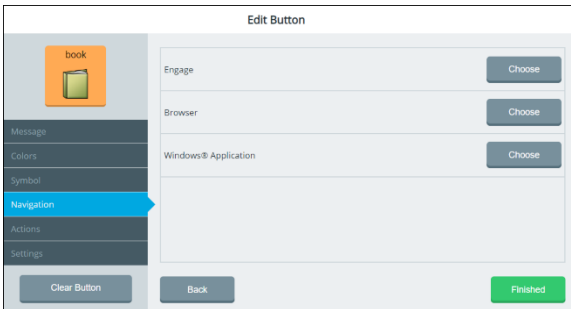 Edit Button
book
Message
Colors
Symbol
Navigation
Actions
Settings
Clear Button
Engage
Choose
Browser
Choose
Windows® Application
Choose
Back
Finished